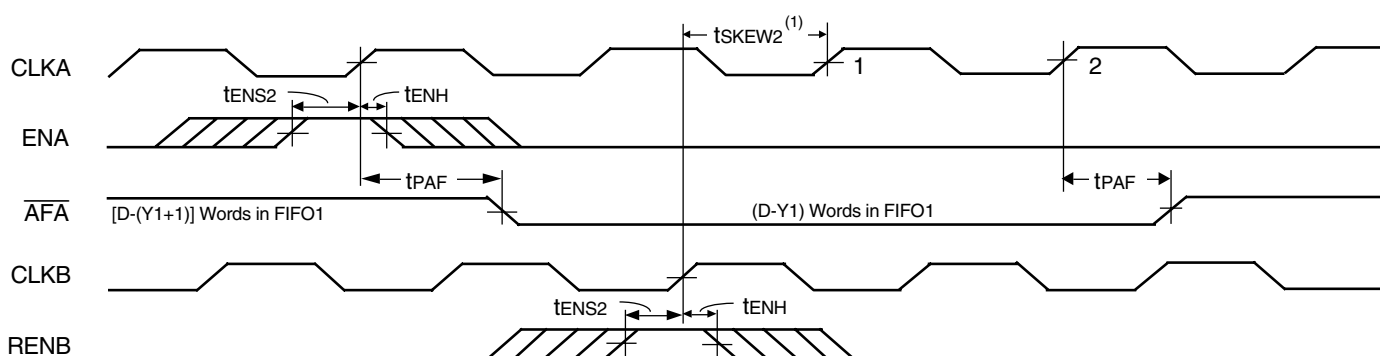 tSKEW2(1)
CLKA 1 2
tENS2 tENH
ENA
tPAF tPAF
AFA [D-(Y1+1)] Words in FIFO1 (D-Y1) Words in FIFO1
CLKB
tENS2 tENH
RENB